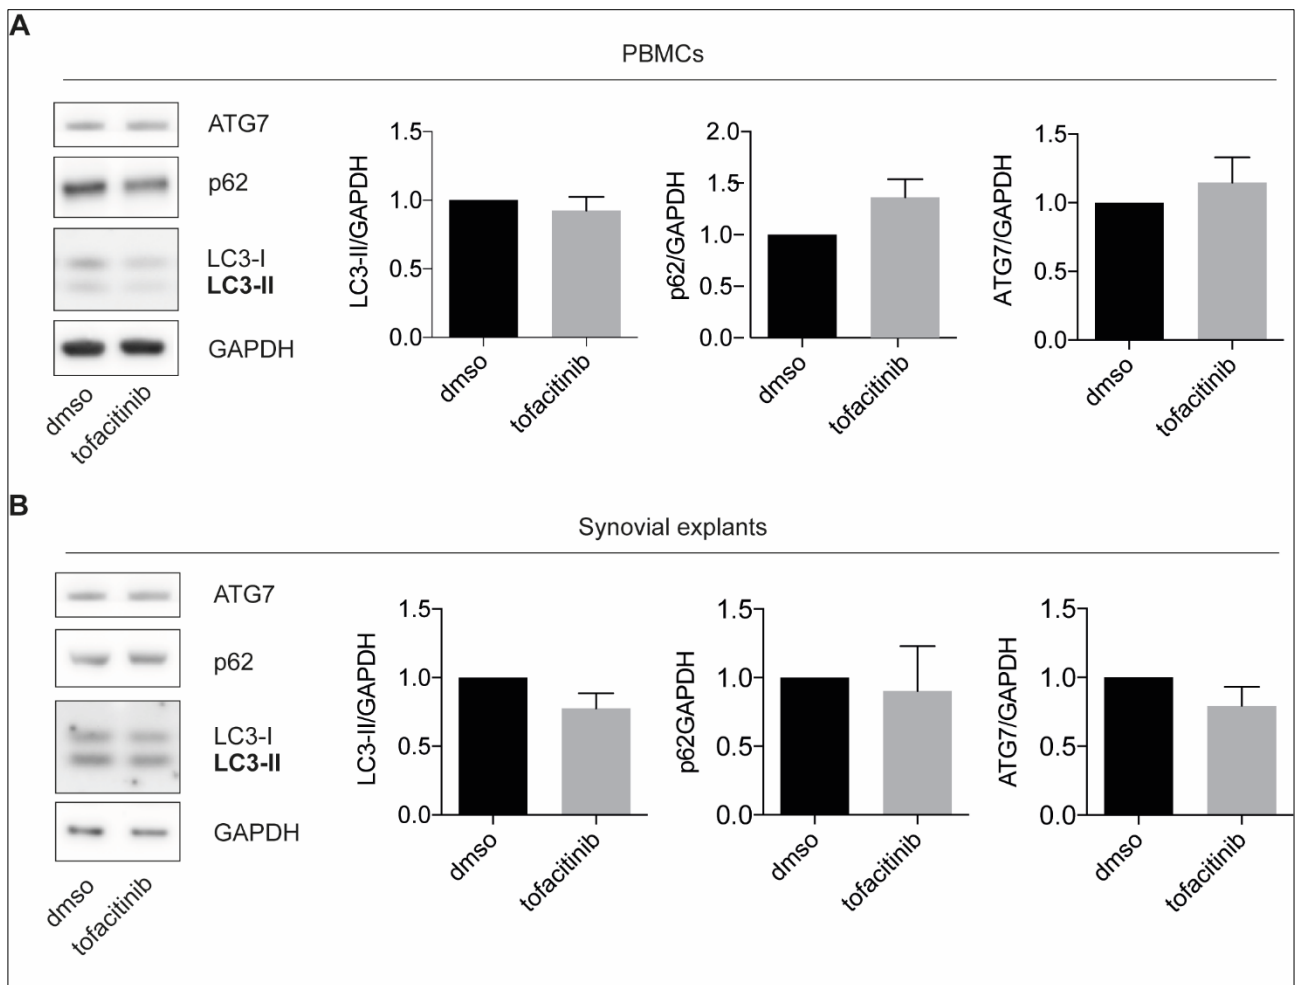 A
PBMCs
ATG7
p62
LC3-I
LC3-II
GAPDH
dmso
tofacitinib
LC3-II/GAPDH
1.5
1.0
0.5
0.0
dmso
tofacitinib
p62/GAPDH
2.0
1.5
1.0
0.5
0.0
dmso
tofacitinib
ATG7/GAPDH
1.5
1.0
0.5
0.0
dmso
tofacitinib
B
Synovial explants
ATG7
p62
LC3-I
LC3-II
GAPDH
dmso
tofacitinib
LC3-II/GAPDH
1.5
1.0
0.5
0.0
dmso
tofacitinib
p62GAPDH
1.5
1.0
0.5
0.0
dmso
tofacitinib
ATG7/GAPDH
1.5
1.0
0.5
0.0
dmso
tofacitinib